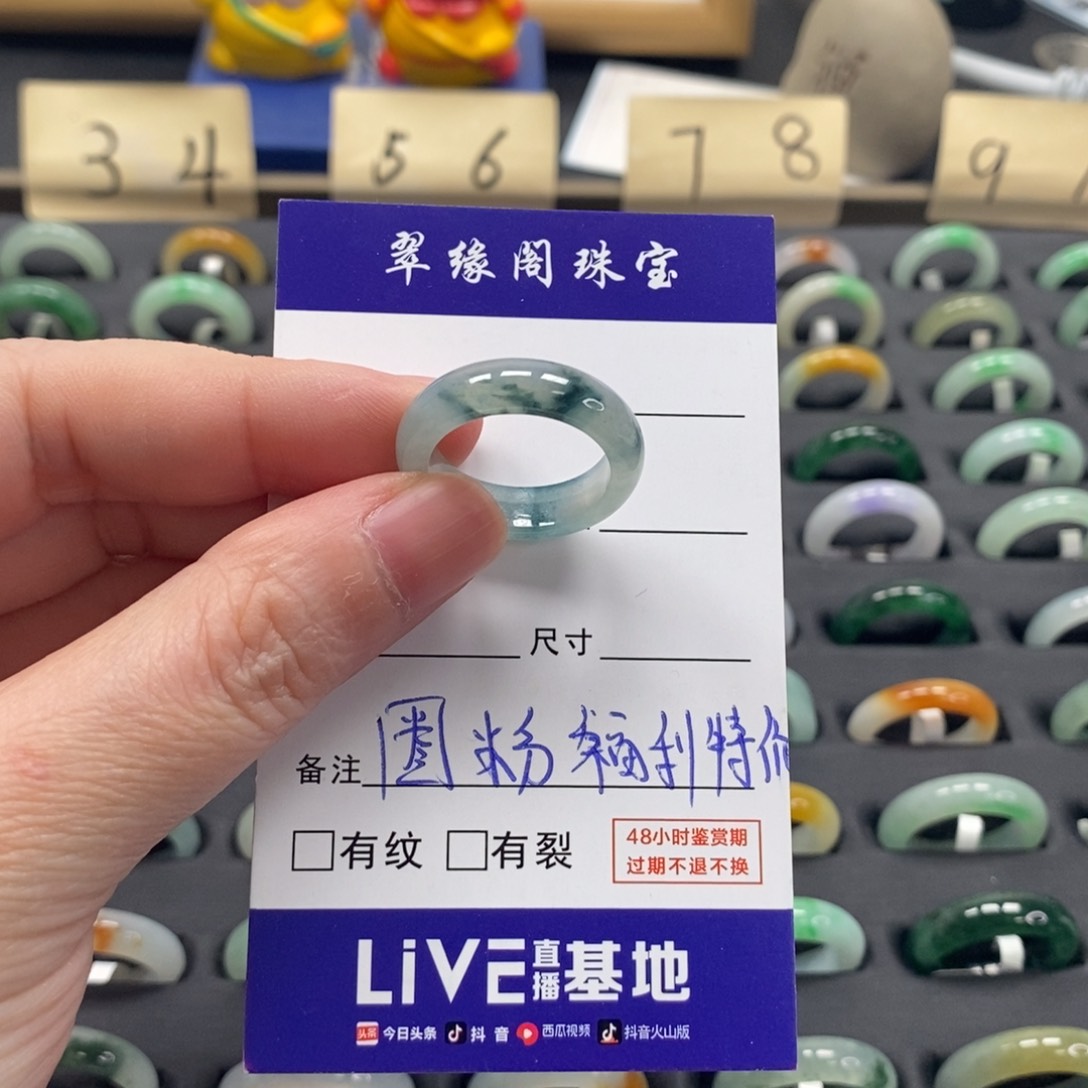 3 4
5 6
7 8
9
翠缘阁珠宝
尺寸
备注 圈粉福利特价
□有纹 □有裂
48小时鉴赏期
过期不退不换
LiVE直播基地
头条 今日头条 抖音 西瓜视频 抖音火山版